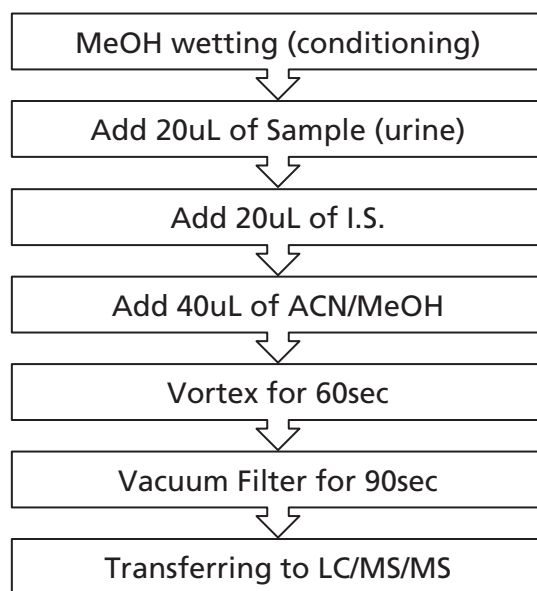 MeOH wetting (conditioning)
Add 20uL of Sample (urine)
Add 20uL of I.S.
Add 40uL of ACN/MeOH
Vortex for 60sec
Vacuum Filter for 90sec
Transferring to LC/MS/MS